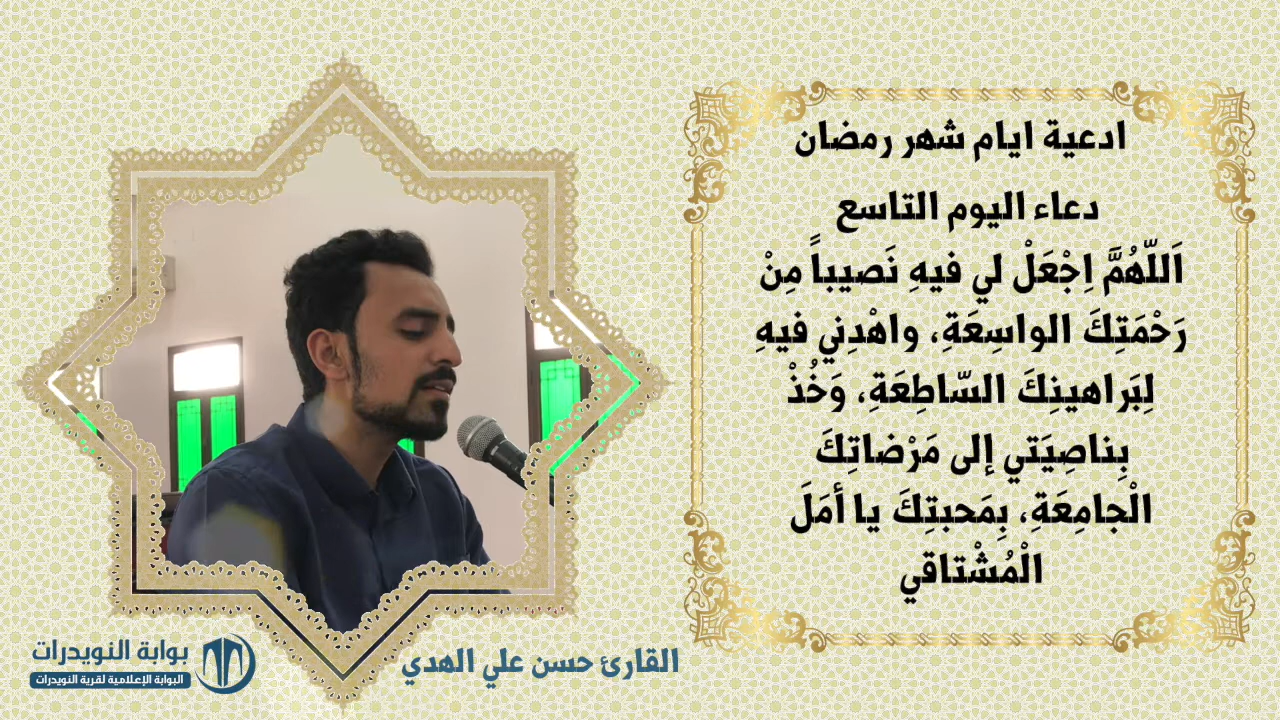 ادعية ايام شهر رمضان
دعاء اليوم التاسع
اَللّهُمَّ اِجْعَلْ لي فيهِ نَصيباً مِنْ
رَحْمَتِكَ الواسِعَةِ، واهْدِني فيهِ
لِبَراهينِكَ السّاطِعَةِ، وَخُذْ
بِناصِيَتي إلى مَرْضاتِكَ
الْجامِعَةِ، بِمَحبتِكَ يا أمَلَ
الْمُشْتاقي
القارئ حسن علي الهدي
بوابة النويدرات
البوابة الإعلامية لقرية النويدرات